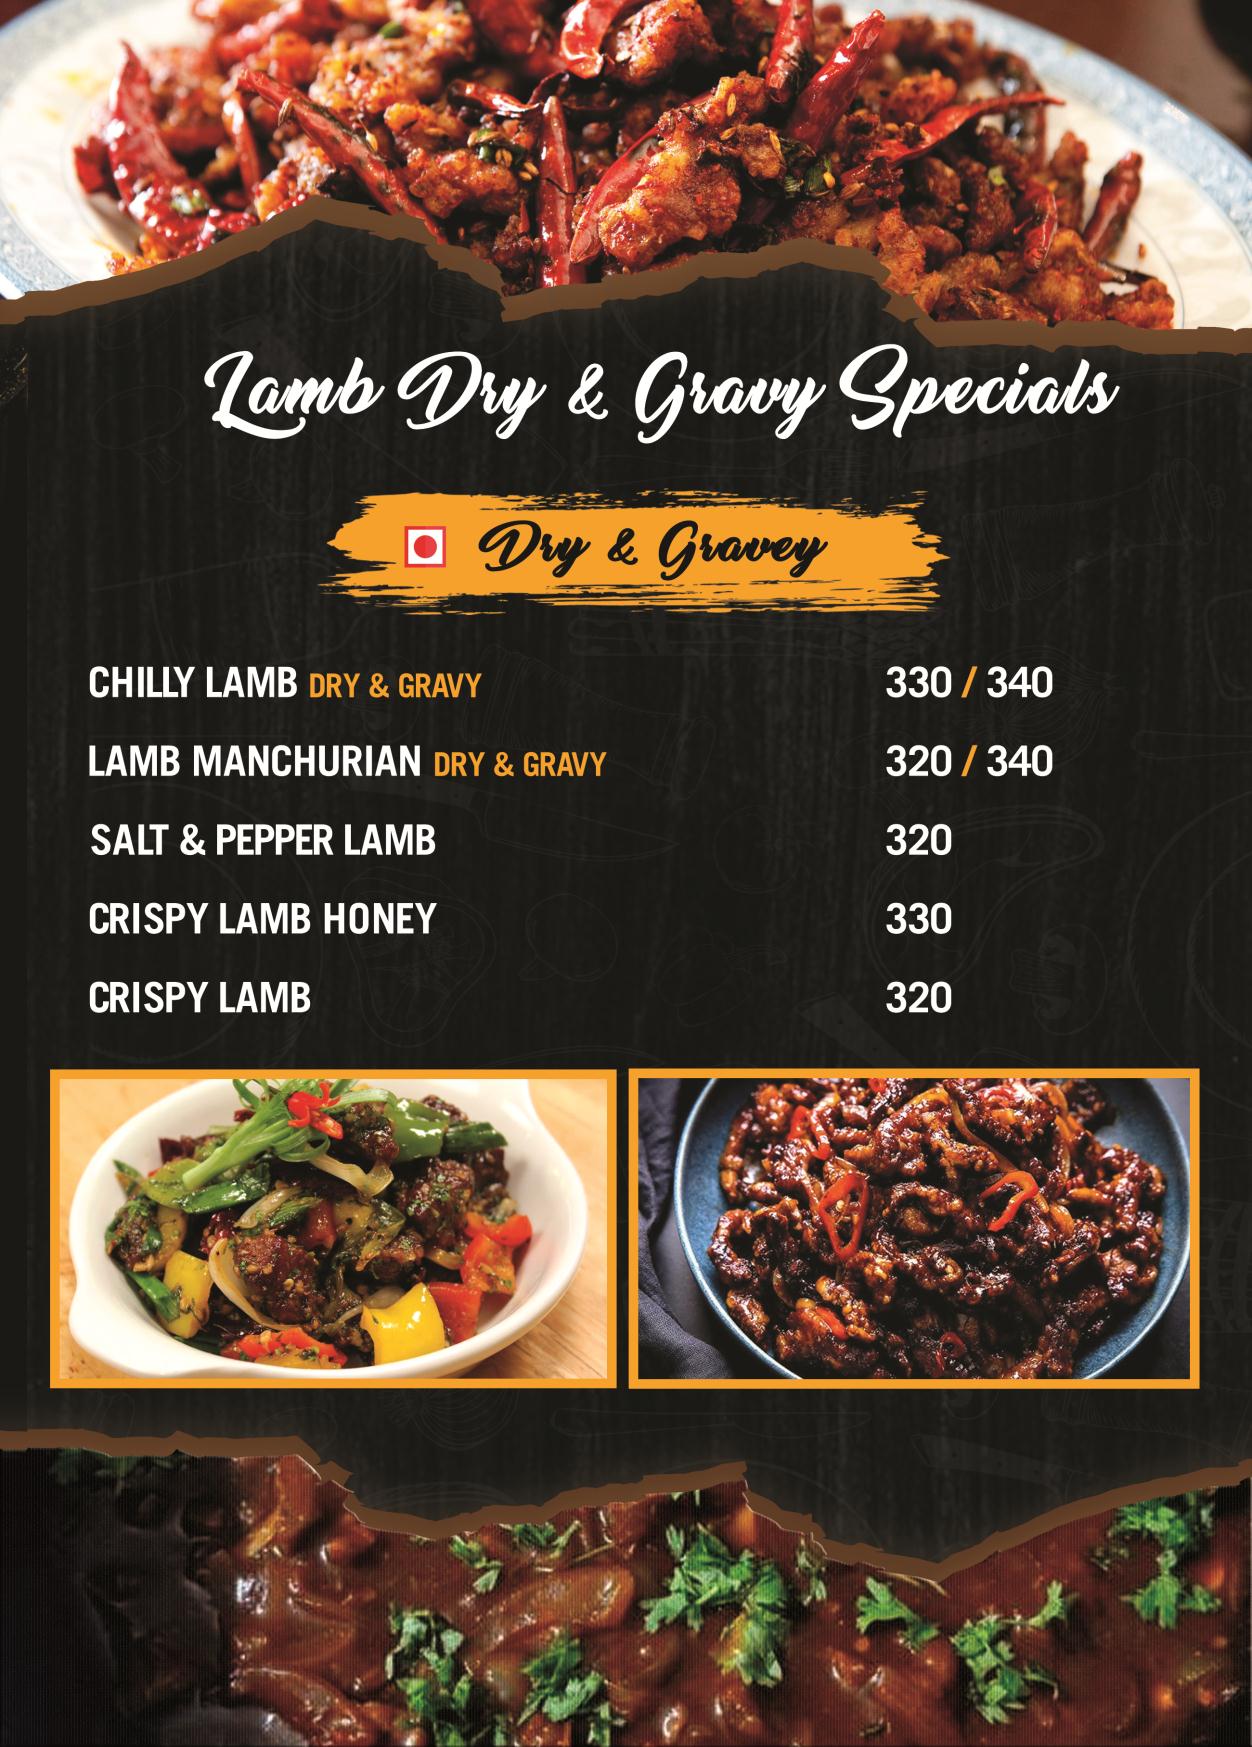 Lamb Dry & Gravy Specials
Dry & Gravey
CHILLY LAMB DRY & GRAVY 330 / 340
LAMB MANCHURIAN DRY & GRAVY 320 / 340
SALT & PEPPER LAMB 320
CRISPY LAMB HONEY 330
CRISPY LAMB 320